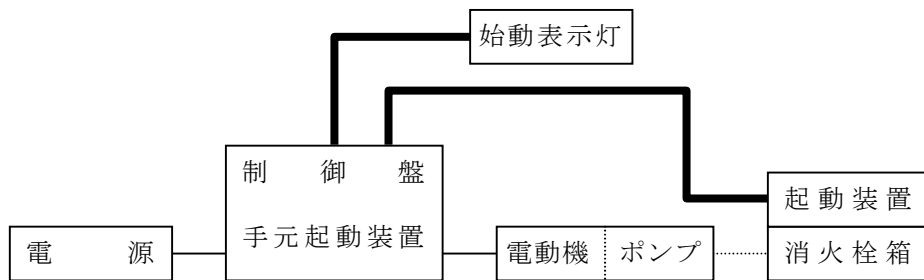 始動表示灯
制御盤
手元起動装置
起動装置
電源
電動機
ポンプ
消火栓箱